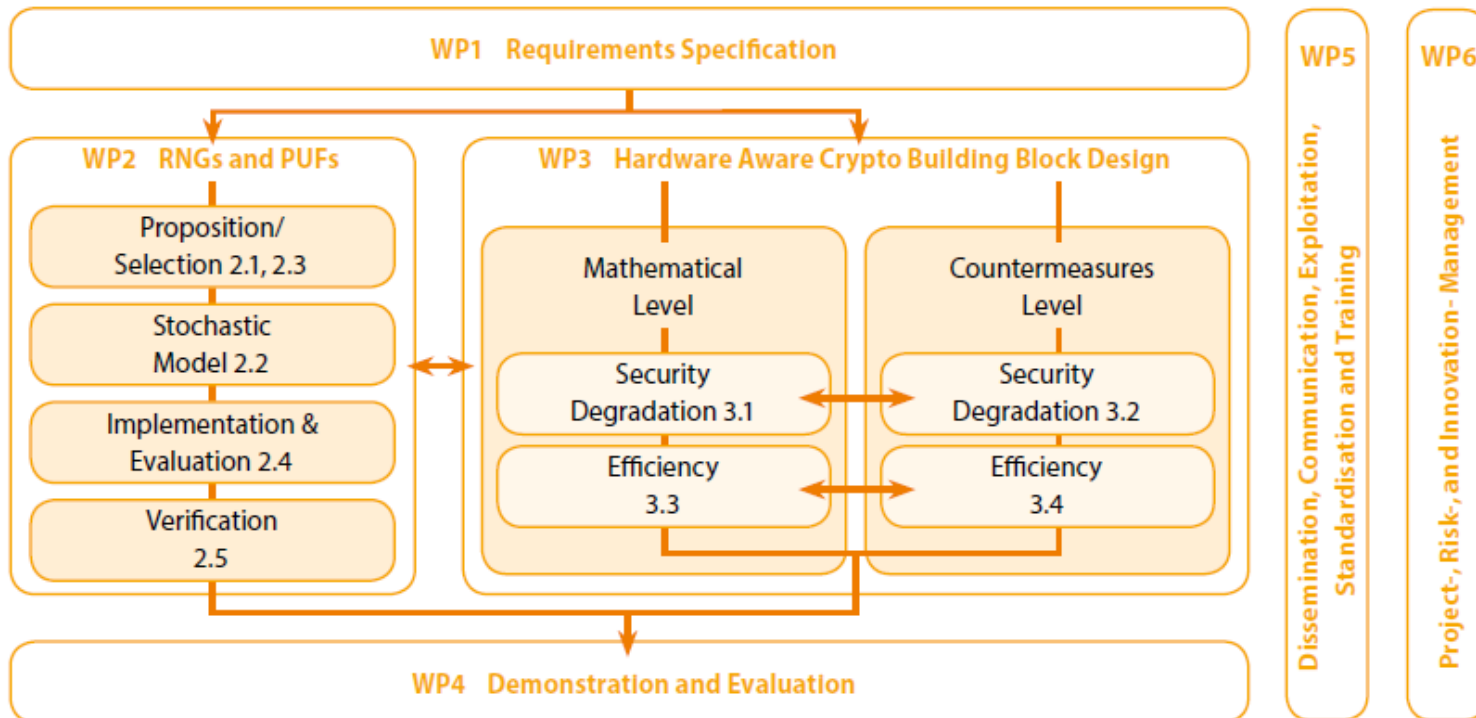 WP1 Requirements Specification
WP2 RNGs and PUFs
Proposition/
Selection 2.1, 2.3
Stochastic
Model 2.2
Implementation &
Evaluation 2.4
Verification
2.5
WP3 Hardware Aware Crypto Building Block Design
Mathematical
Level
Security
Degradation 3.1
Efficiency
3.3
Countermeasures
Level
Security
Degradation 3.2
Efficiency
3.4
WP4 Demonstration and Evaluation
WP5
Dissemination, Communication, Exploitation,
Standardisation and Training
WP6
Project-, Risk-, and Innovation- Management